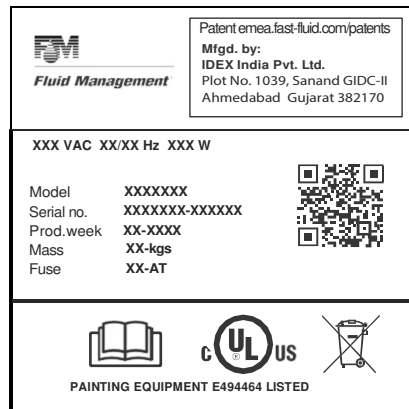 Patent emea.fast-fluid.com/patents
FM
Fluid Management
Mfgd. by:
IDEX India Pvt. Ltd.
Plot No. 1039, Sanand GIDC-II
Ahmedabad Gujarat 382170
XXX VAC XX/XX Hz XXX W
Model XXXXXXX
Serial no. XXXXXXX-XXXXXX
Prod.week XX-XXXX
Mass XX-kgs
Fuse XX-AT
C UL ® US
PAINTING EQUIPMENT E494464 LISTED